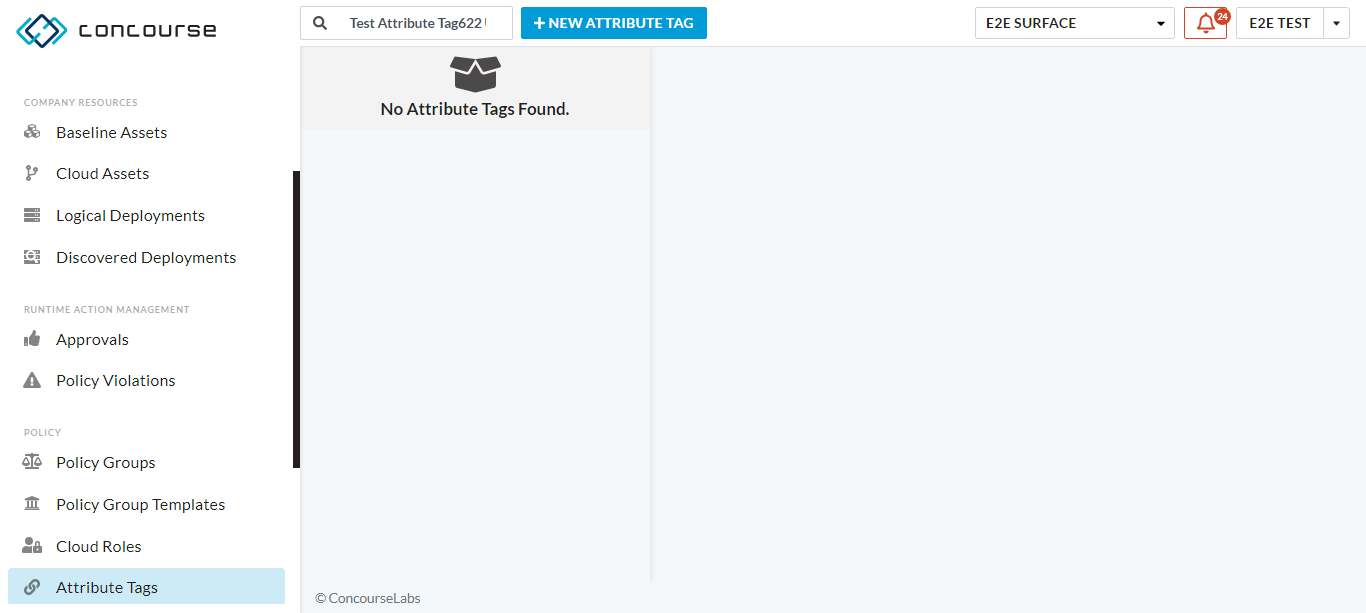 concourse
Test Attribute Tag622
NEW ATTRIBUTE TAG
E2E SURFACE
24
E2E TEST
COMPANY RESOURCES
Baseline Assets
Cloud Assets
Logical Deployments
Discovered Deployments
RUNTIME ACTION MANAGEMENT
Approvals
Policy Violations
POLICY
Policy Groups
Policy Group Templates
Cloud Roles
Attribute Tags
No Attribute Tags Found.
© ConcourseLabs